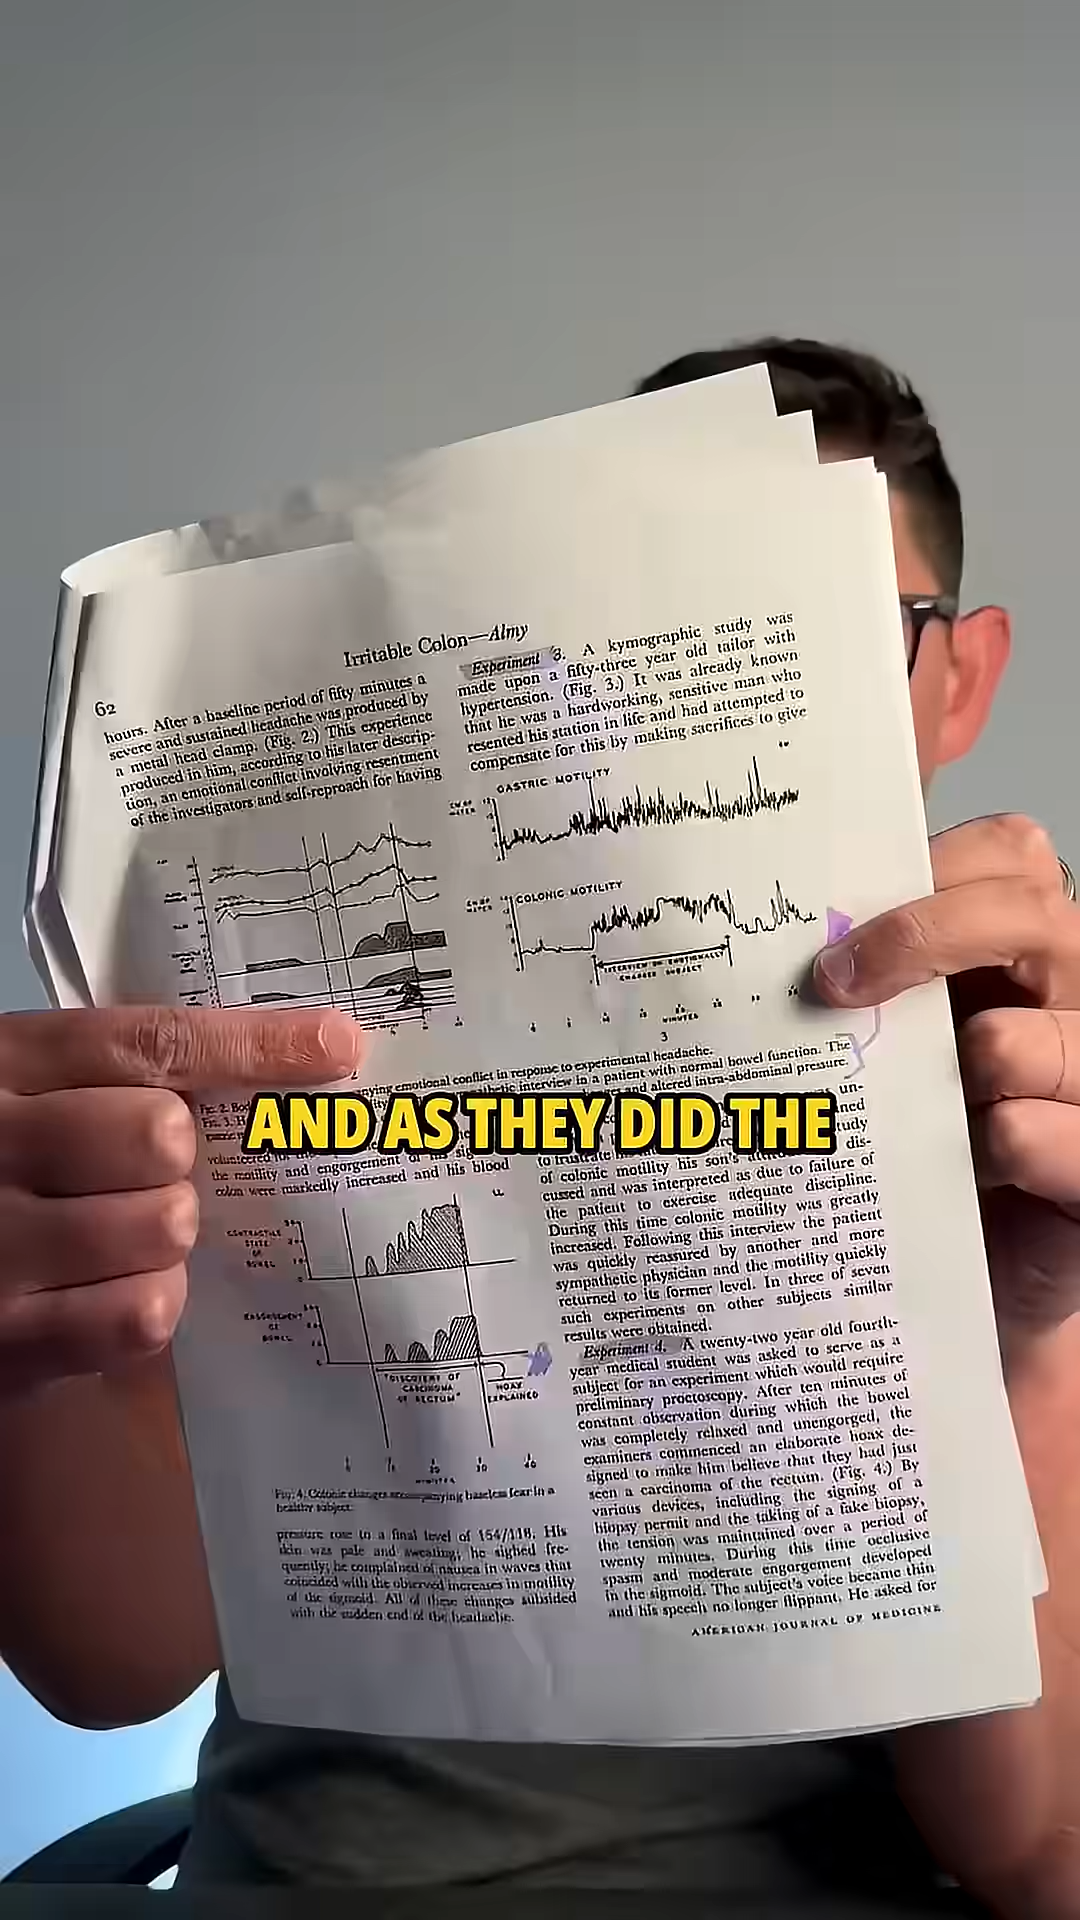 Irritable Colon—Almy
62
hours. After a baseline period of fifty minutes a
severe and sustained headache was produced by
a metal head clamp. (Fig. 2.) This experience
produced in him, according to his later descrip-
tion, an emotional conflict involving resentment
of the investigators and self-reproach for having
Experiment 3. A kymographic study was
made upon a fifty-three year old tailor with
hypertension. (Fig. 3.) It was already known
that he was a hardworking, sensitive man who
resented his station in life and had attempted to
compensate for this by making sacrifices to give
GASTRIC MOTILITY
COLONIC MOTILITY
INTERVIEW ON EMOTIONALLY
CHARGED SUBJECT
MINUTES
3
anying emotional conflict in response to experimental headache.
interview in a patient with normal bowel function. The
and altered intra-abdominal pressure.
AND AS THEY DID THE
the motility and engorgement of
colon were markedly increased and his blood
CONTRACTILE
STATE
OF
BOWEL
ENGORGEMENT
OF
BOWEL
"DISCOVERY OF
CARCINOMA
OF RECTUM"
HOAX
EXPLAINED
MINUTES
Fig. 4. Colonic changes accompanying baseless fear in a
healthy subject.
pressure rose to a final level of 154/118. His
skin was pale and sweating; he sighed fre-
quently; he complained of nausea in waves that
coincided with the observed increases in motility
of the sigmoid. All of these changes subsided
with the sudden end of the headache.
of colonic motility his son's dis-
cussed and was interpreted as due to failure of
the patient to exercise adequate discipline.
During this time colonic motility was greatly
increased. Following this interview the patient
was quickly reassured by another and more
sympathetic physician and the motility quickly
returned to its former level. In three of seven
such experiments on other subjects similar
results were obtained.
Experiment 4. A twenty-two year old fourth-
year medical student was asked to serve as a
subject for an experiment which would require
preliminary proctoscopy. After ten minutes of
constant observation during which the bowel
was completely relaxed and unengorged, the
examiners commenced an elaborate hoax de-
signed to make him believe that they had just
seen a carcinoma of the rectum. (Fig. 4.) By
various devices, including the signing of a
biopsy permit and the taking of a fake biopsy,
the tension was maintained over a period of
twenty minutes. During this time occlusive
spasm and moderate engorgement developed
in the sigmoid. The subject's voice became thin
and his speech no longer flippant. He asked for
AMERICAN JOURNAL OF MEDICINE